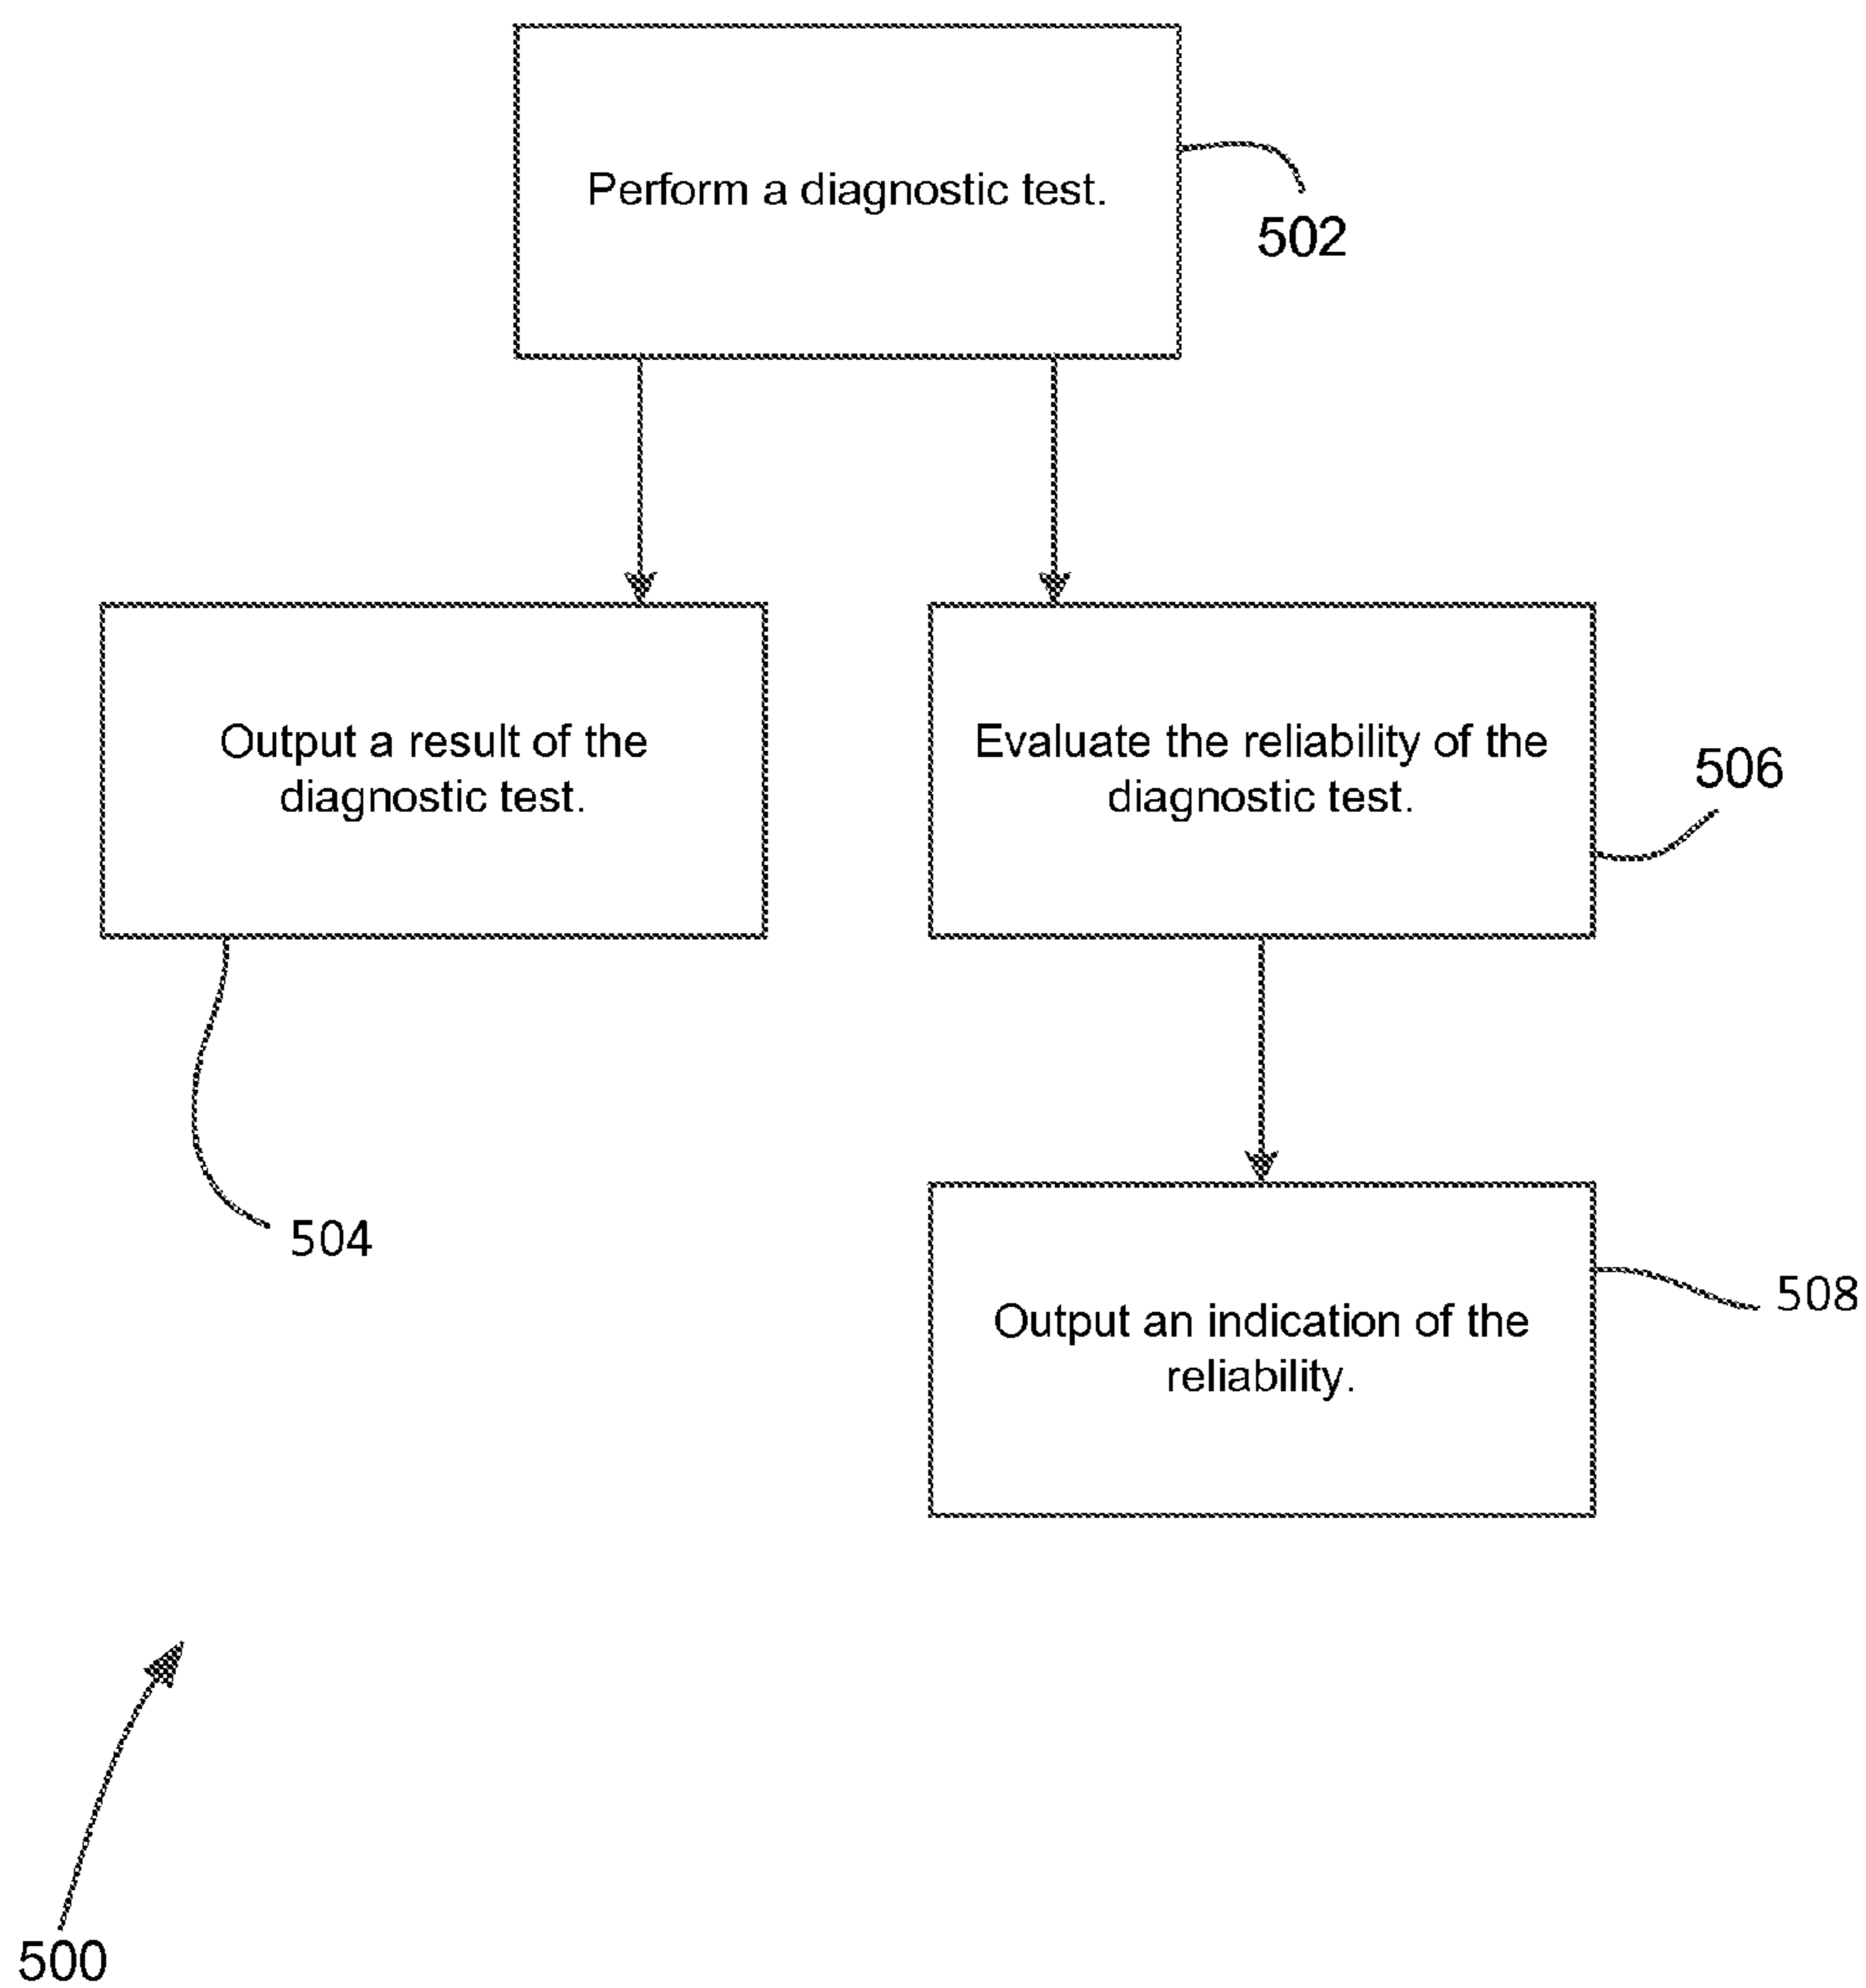 Perform a diagnostic test.
502
Output a result of the
diagnostic test.
Evaluate the reliability of the
diagnostic test.
506
504
Output an indication of the
reliability.
508
500